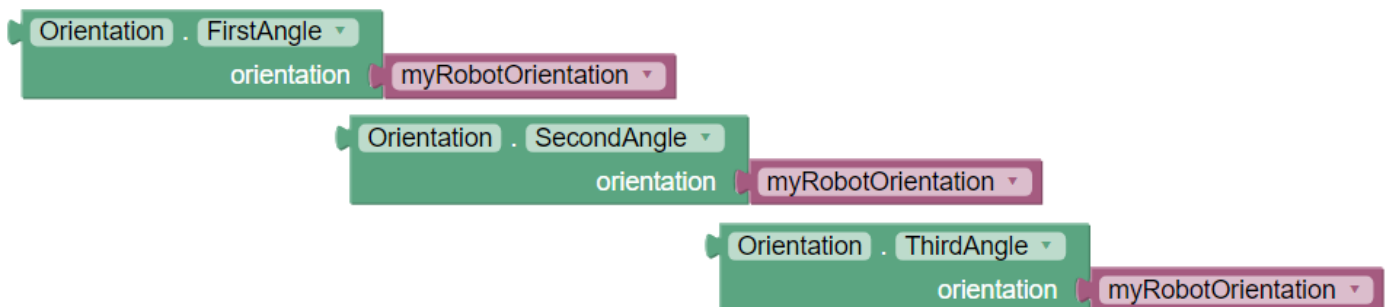 Orientation . FirstAngle
orientation myRobotOrientation
Orientation . SecondAngle
orientation myRobotOrientation
Orientation . ThirdAngle
orientation myRobotOrientation